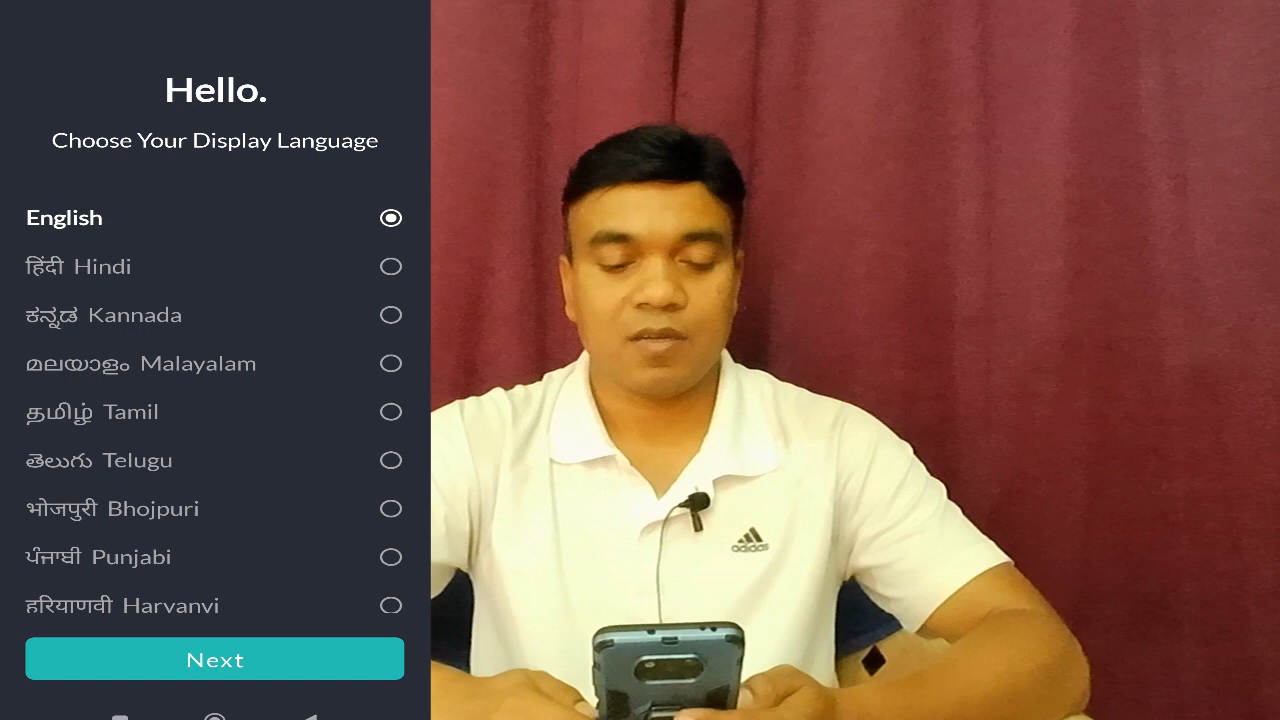 Hello.
Choose Your Display Language
English
हिंदी Hindi
ಕನ್ನಡ Kannada
മലയാളം Malayalam
தமிழ் Tamil
తెలుగు Telugu
भोजपुरी Bhojpuri
ਪੰਜਾਬੀ Punjabi
हरियाणवी Haryanvi
Next
adidas